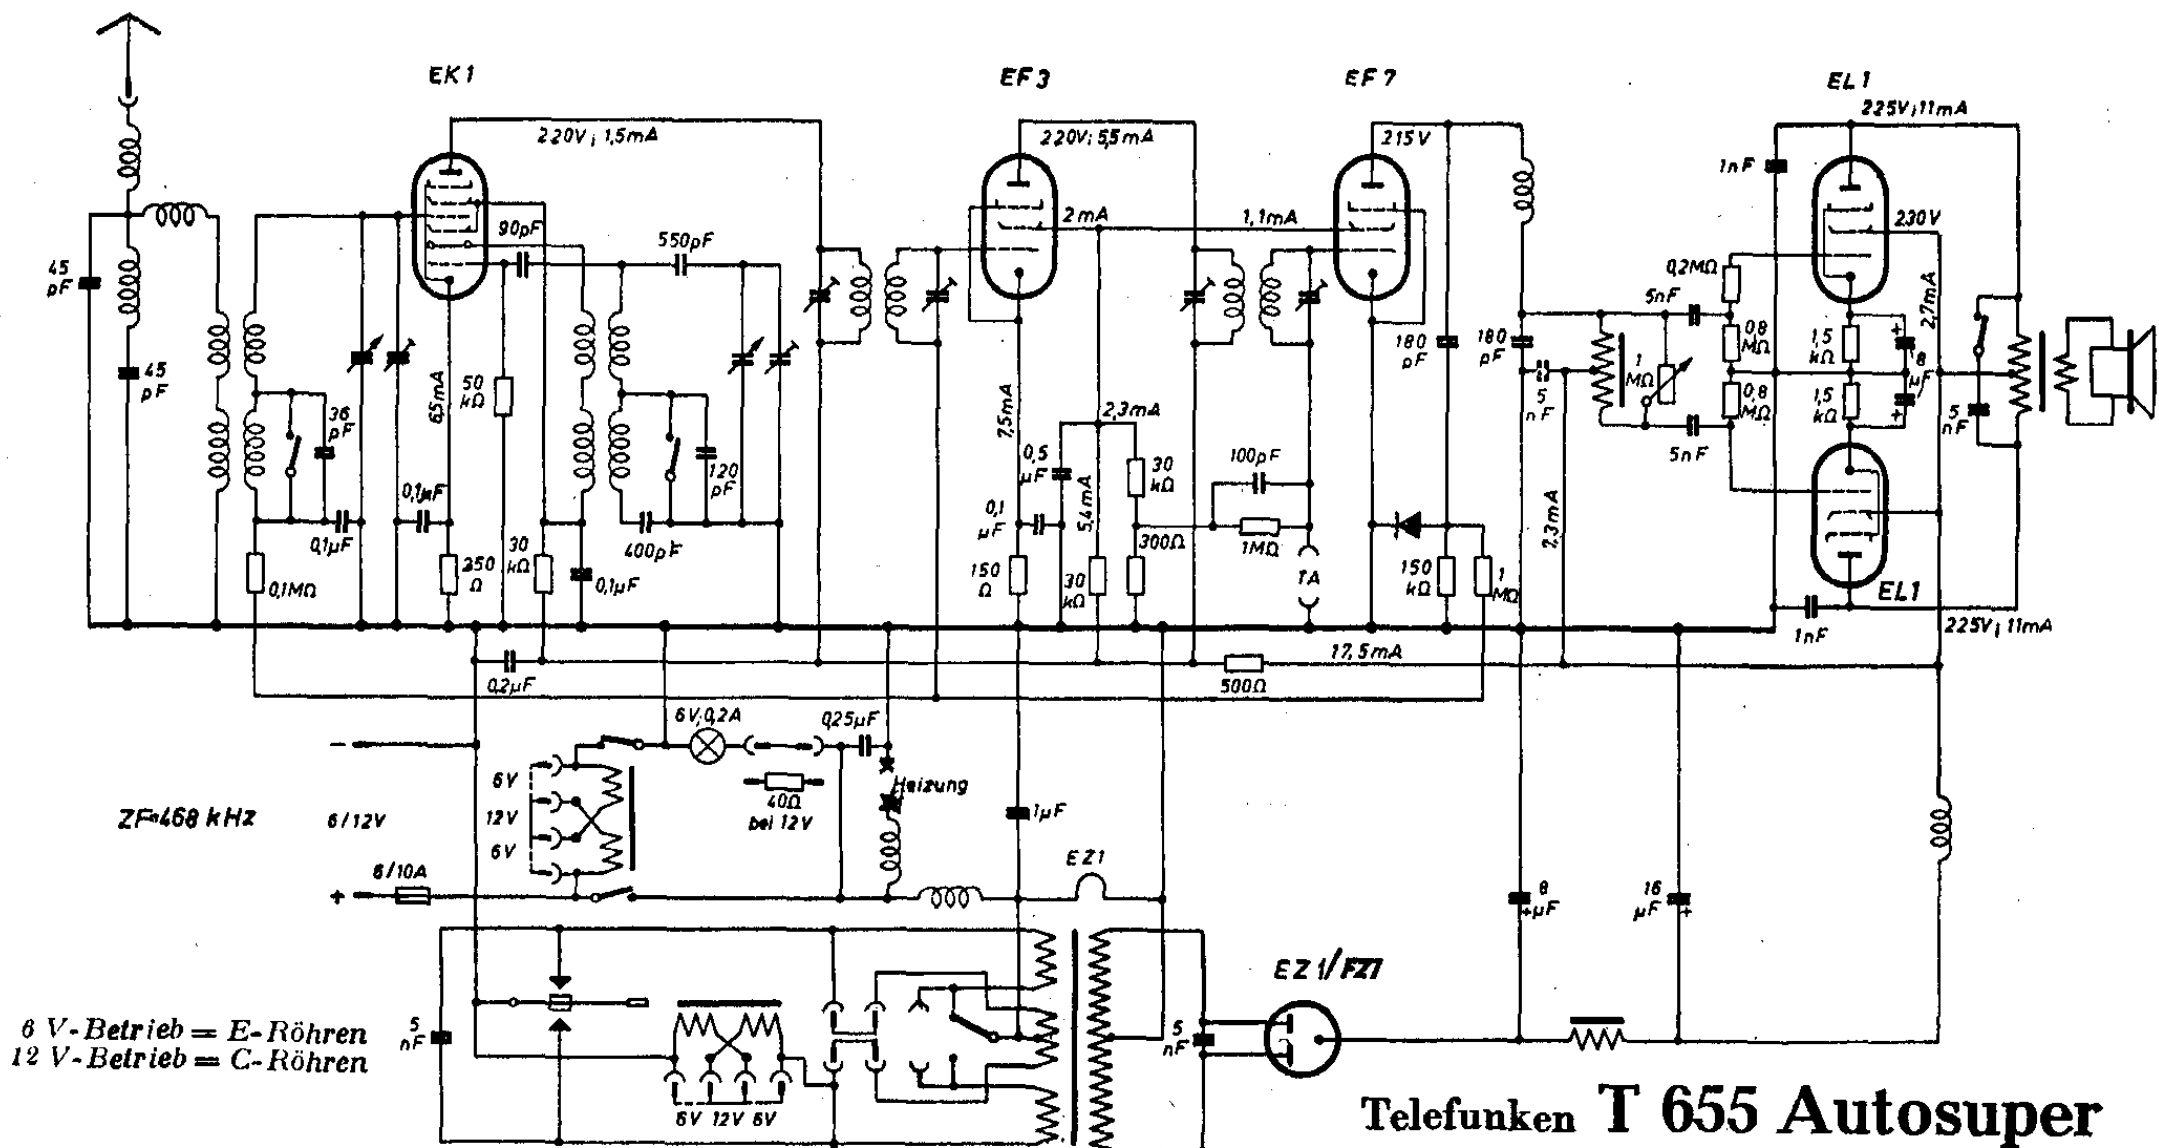 EK1
EF3
EF7
EL1
225V; 11mA
220V; 1,5mA
220V; 5,5mA
215V
1nF
90pF
550pF
2mA
1,1mA
230V
45
pF
0,2MΩ
5nF
2,7mA
45
pF
36
pF
6,5mA
50
kΩ
120
pF
7,5mA
2,3mA
180
pF
180
pF
5
nF
1
MΩ
0,8
MΩ
0,8
MΩ
1,5
kΩ
1,5
kΩ
+
8
µF
+
5
nF
5nF
0,1µF
0,1µF
0,5
µF
30
kΩ
100pF
0,1
µF
5,4mA
400pF
300Ω
1MΩ
2,3mA
0,1MΩ
250
Ω
30
kΩ
0,1µF
150
Ω
30
kΩ
1A
150
kΩ
1
MΩ
EL1
1nF
225V; 11mA
17,5mA
0,2µF
500Ω
6V; 0,2A
0,25µF
–
6V
12V
6V
40Ω
bei 12V
Heizung
ZF=468 kHz
6/12V
1µF
EZ1
6/10A
+
8
+µF
16
µF
+
EZ1/FZ1
6 V-Betrieb = E-Röhren
12 V-Betrieb = C-Röhren
5
nF
5
nF
6V 12V 6V
Telefunken T 655 Autosuper